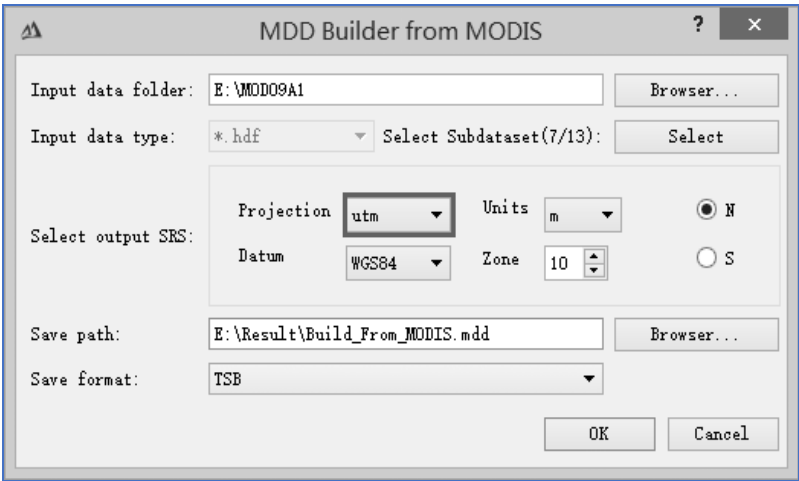 MDD Builder from MODIS
? ×
Input data folder: E:\MOD09A1 Browser...
Input data type: *.hdf Select Subdataset(7/13): Select
Select output SRS:
Projection utm Units m N
Datum WGS84 Zone 10 S
Save path: E:\Result\Build_From_MODIS.mdd Browser...
Save format: TSB
OK Cancel